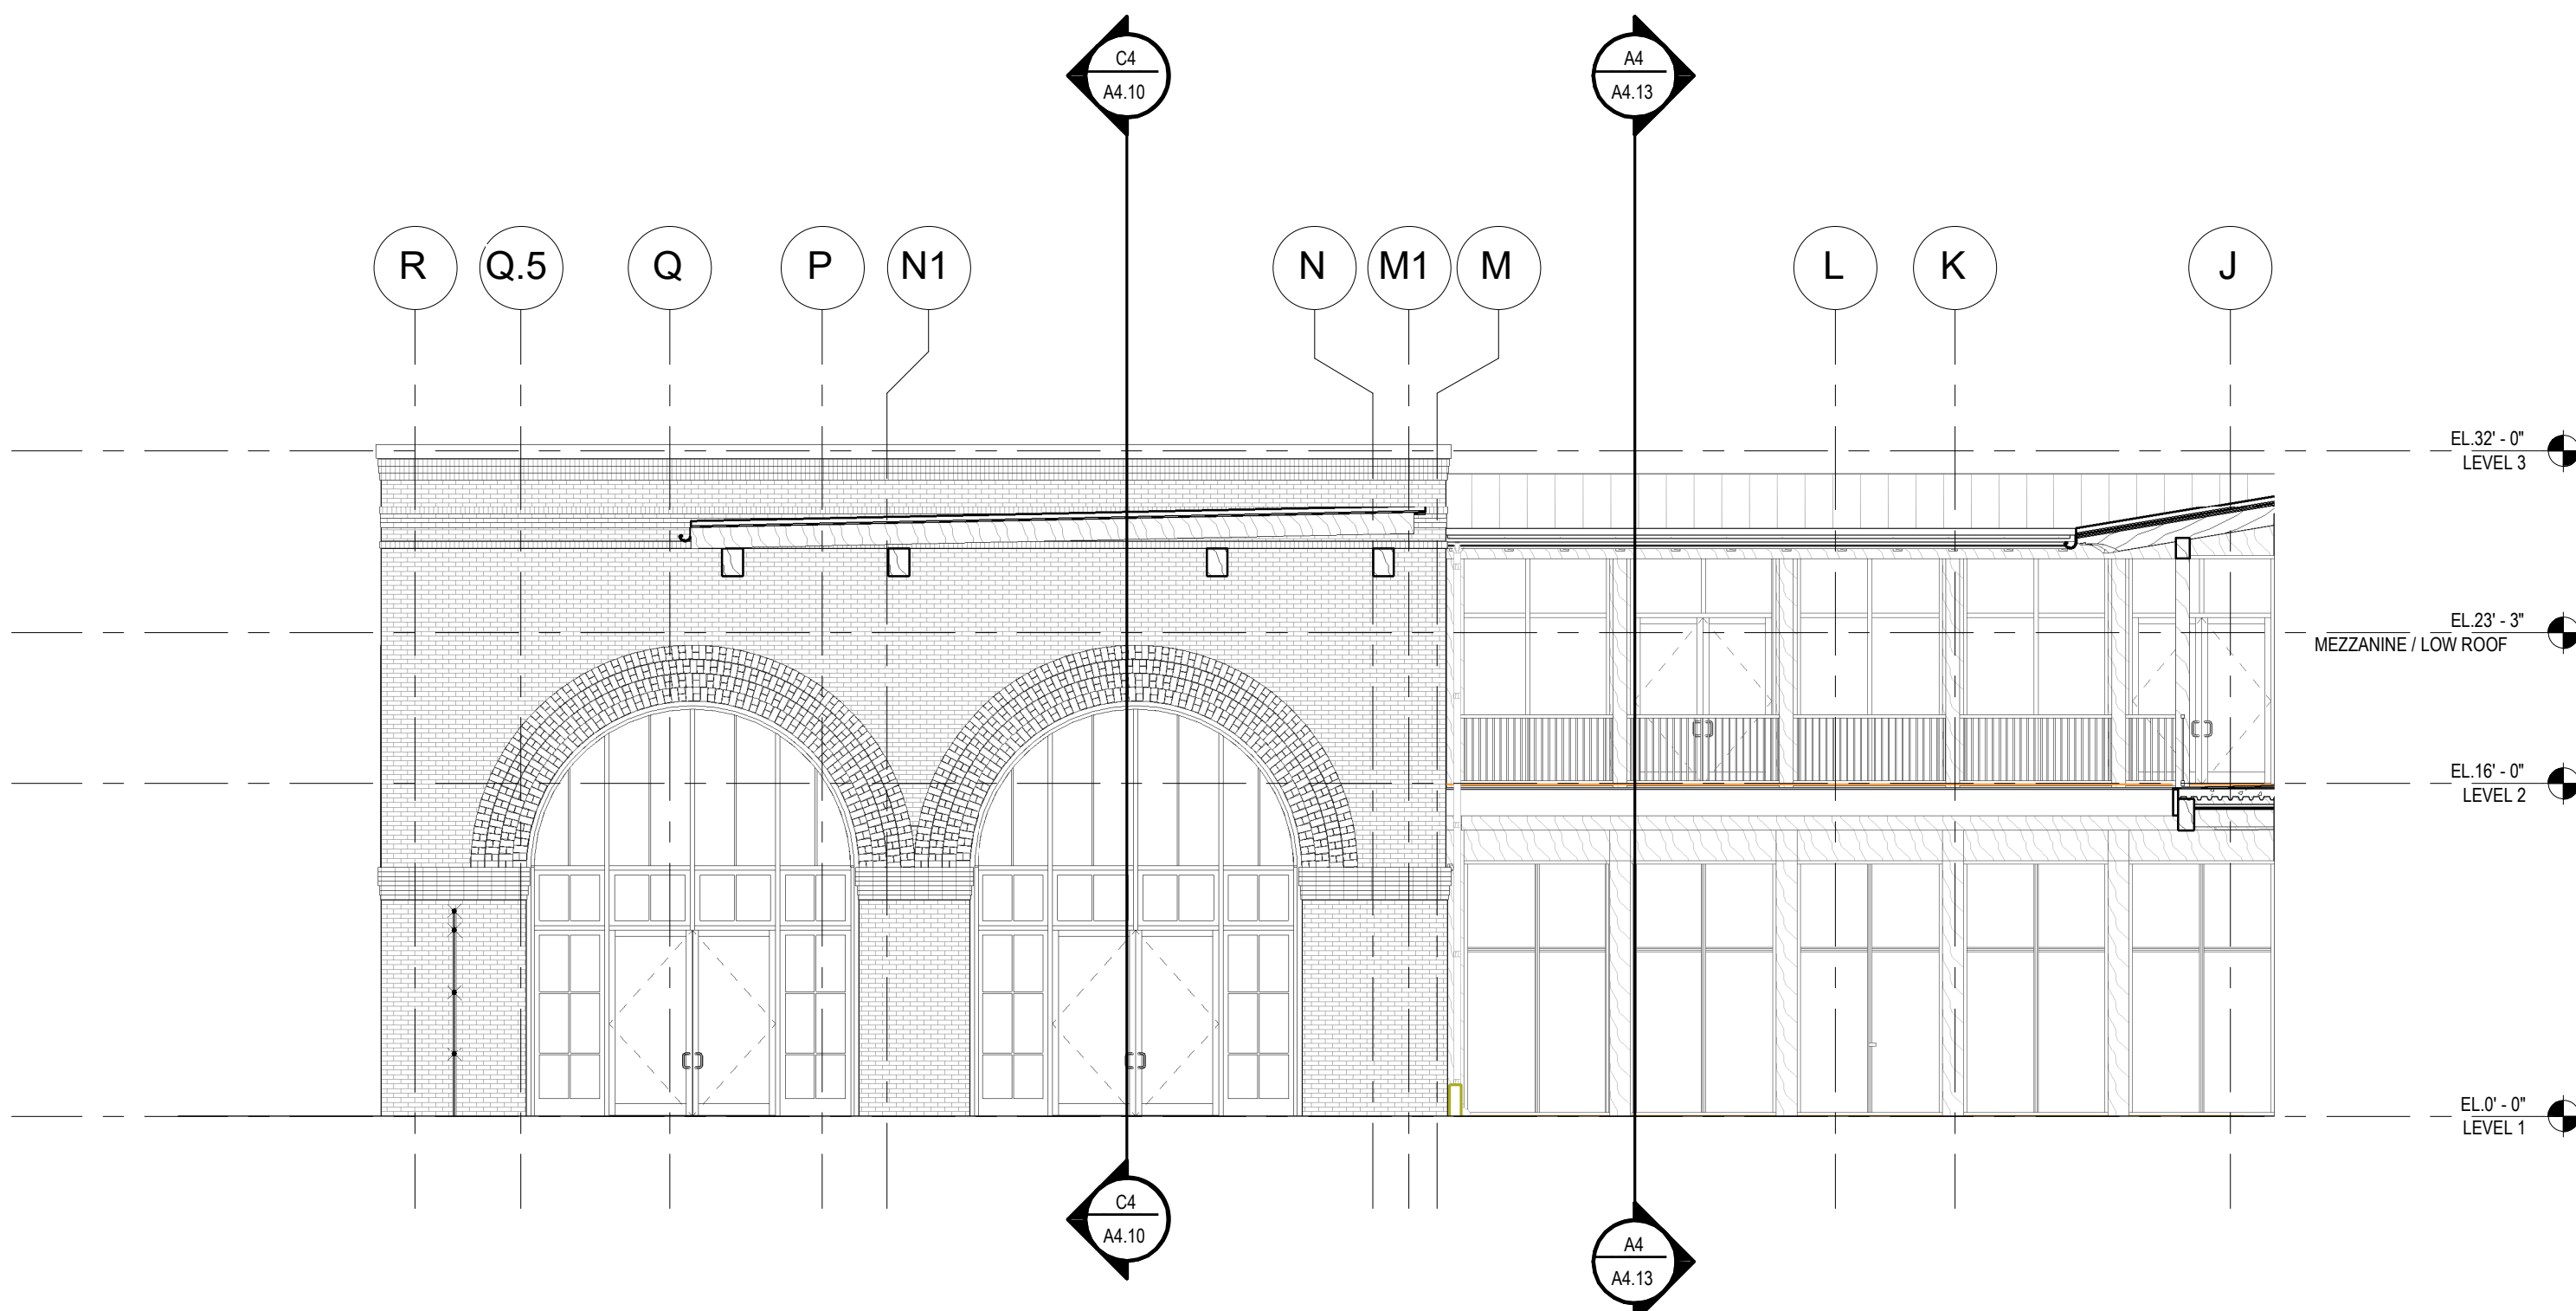 C4
A4.10
A4
A4.13
R
Q.5
Q
P
N1
N
M1
M
L
K
J
EL.32' - 0"
LEVEL 3
EL.23' - 3"
MEZZANINE / LOW ROOF
EL.16' - 0"
LEVEL 2
EL.0' - 0"
LEVEL 1
C4
A4.10
A4
A4.13